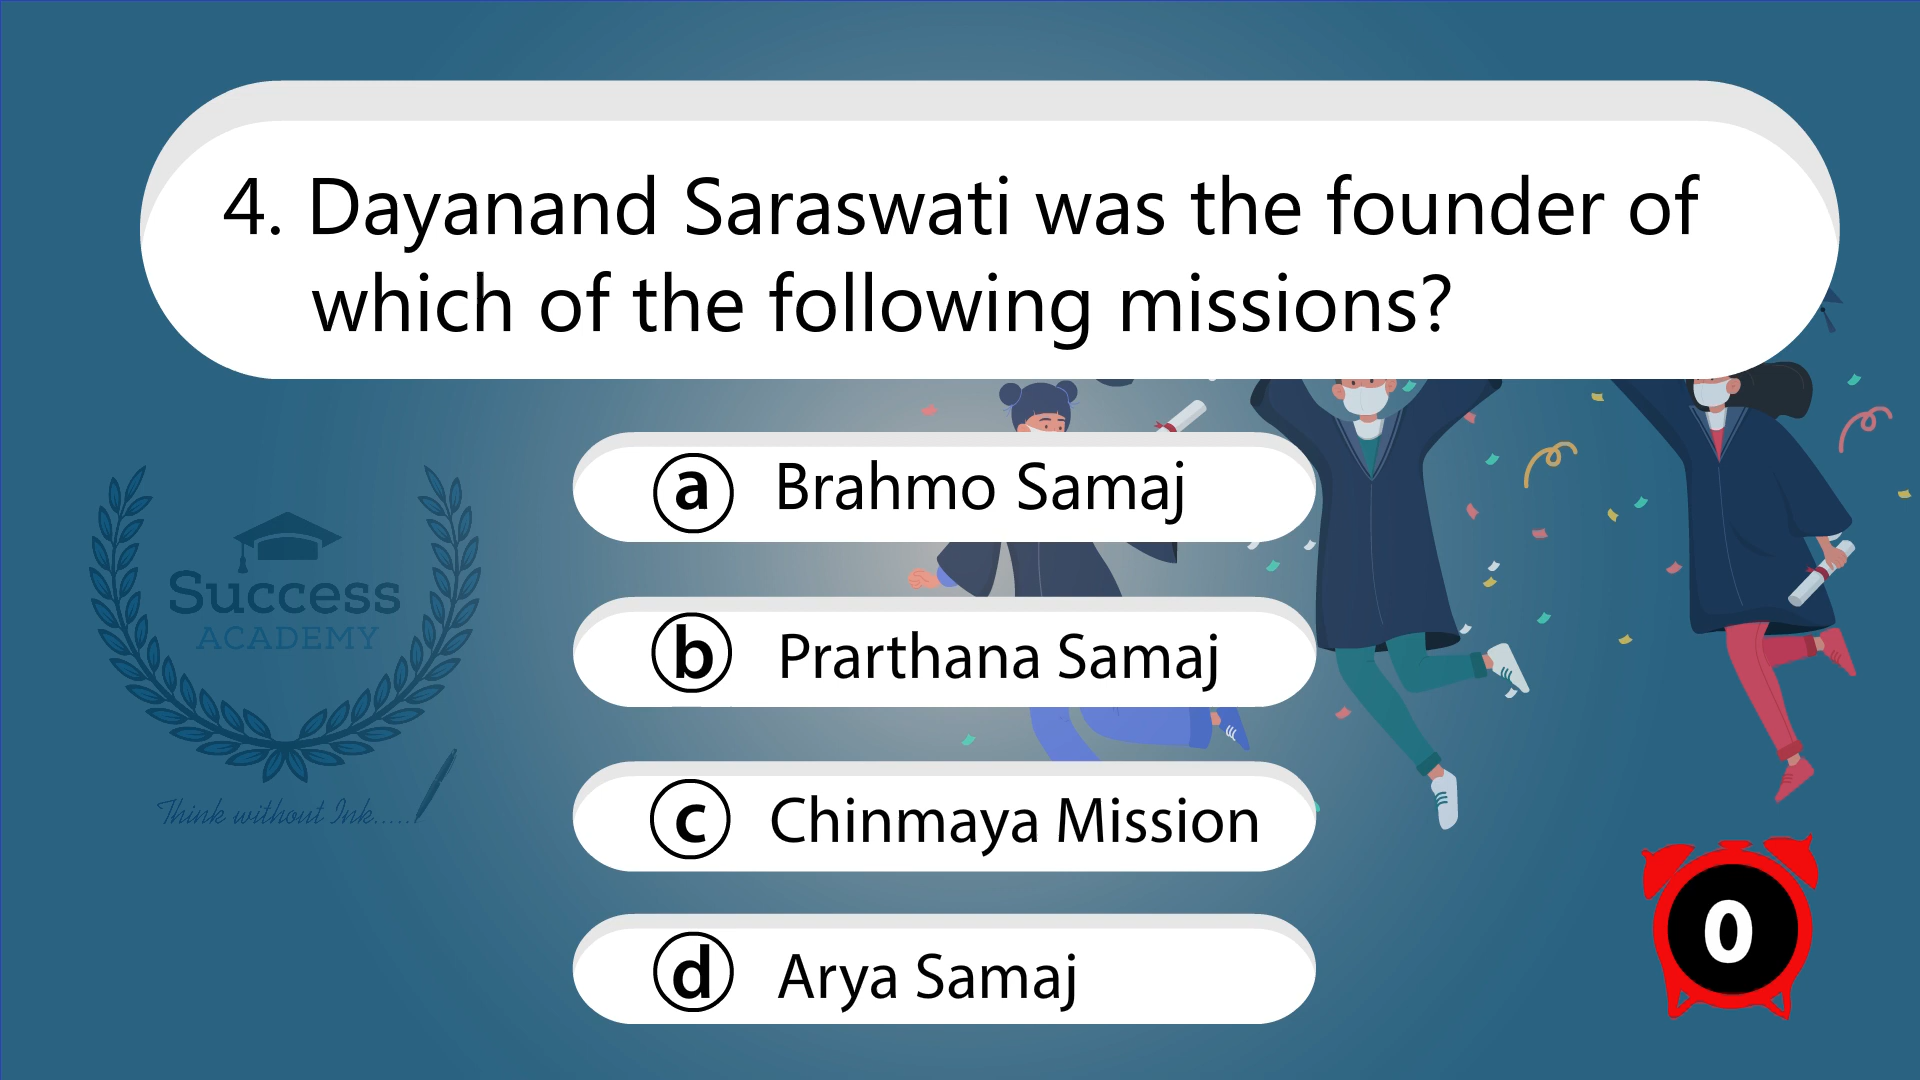 4. Dayanand Saraswati was the founder of
which of the following missions?
a Brahmo Samaj
b Prarthana Samaj
c Chinmaya Mission
d Arya Samaj
Success
ACADEMY
Think without Ink.....
0